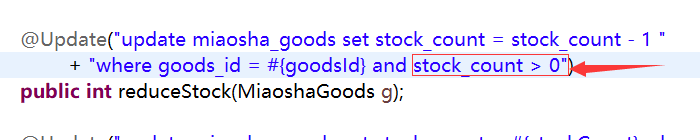 @Update("update miaosha_goods set stock_count = stock_count - 1 "
+ "where goods_id = #{goodsId} and stock_count > 0")
public int reduceStock(MiaoshaGoods g);